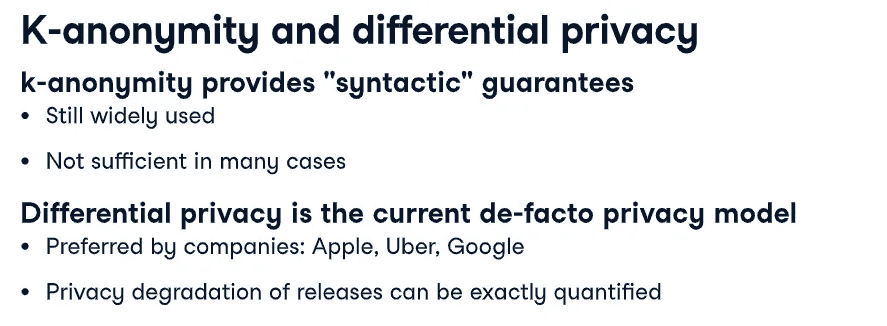 K-anonymity and differential privacy
k-anonymity provides "syntactic" guarantees
• Still widely used
• Not sufficient in many cases
Differential privacy is the current de-facto privacy model
• Preferred by companies: Apple, Uber, Google
• Privacy degradation of releases can be exactly quantified